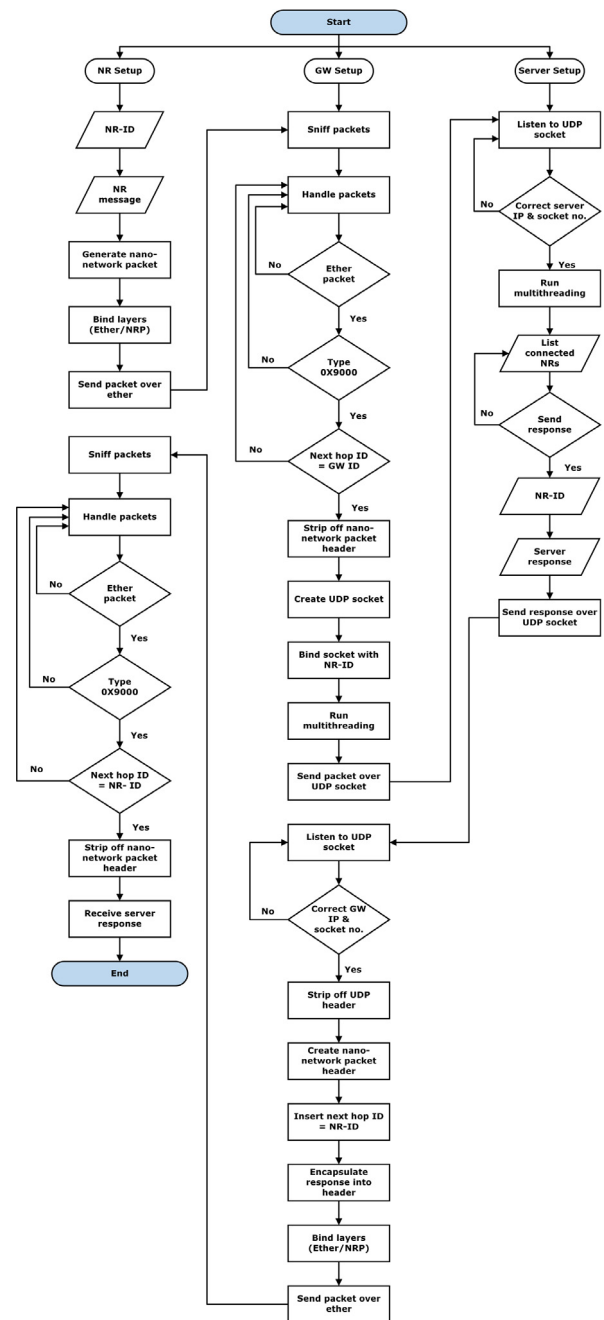 Start
NR Setup
NR-ID
NR
message
Generate nano-
network packet
Bind layers
(Ether/NRP)
Send packet over
ether
Sniff packets
Handle packets
Ether
packet
No
Yes
Type
0X9000
No
Yes
Next hop ID
= NR- ID
No
Yes
Strip off nano-
network packet
header
Receive server
response
End
GW Setup
Sniff packets
Handle packets
Ether
packet
No
Yes
Type
0X9000
No
Yes
Next hop ID
= GW ID
No
Yes
Strip off nano-
network packet
header
Create UDP socket
Bind socket with
NR-ID
Run
multithreading
Send packet over
UDP socket
Listen to UDP
socket
Correct GW
IP &
socket no.
No
Yes
Strip off UDP
header
Create nano-
network packet
header
Insert next hop ID
= NR-ID
Encapsulate
response into
header
Bind layers
(Ether/NRP)
Send packet over
ether
Server Setup
Listen to UDP
socket
Correct server
IP & socket no.
No
Yes
Run
multithreading
List
connected
NRs
Send
response
No
Yes
NR-ID
Server
response
Send response over
UDP socket